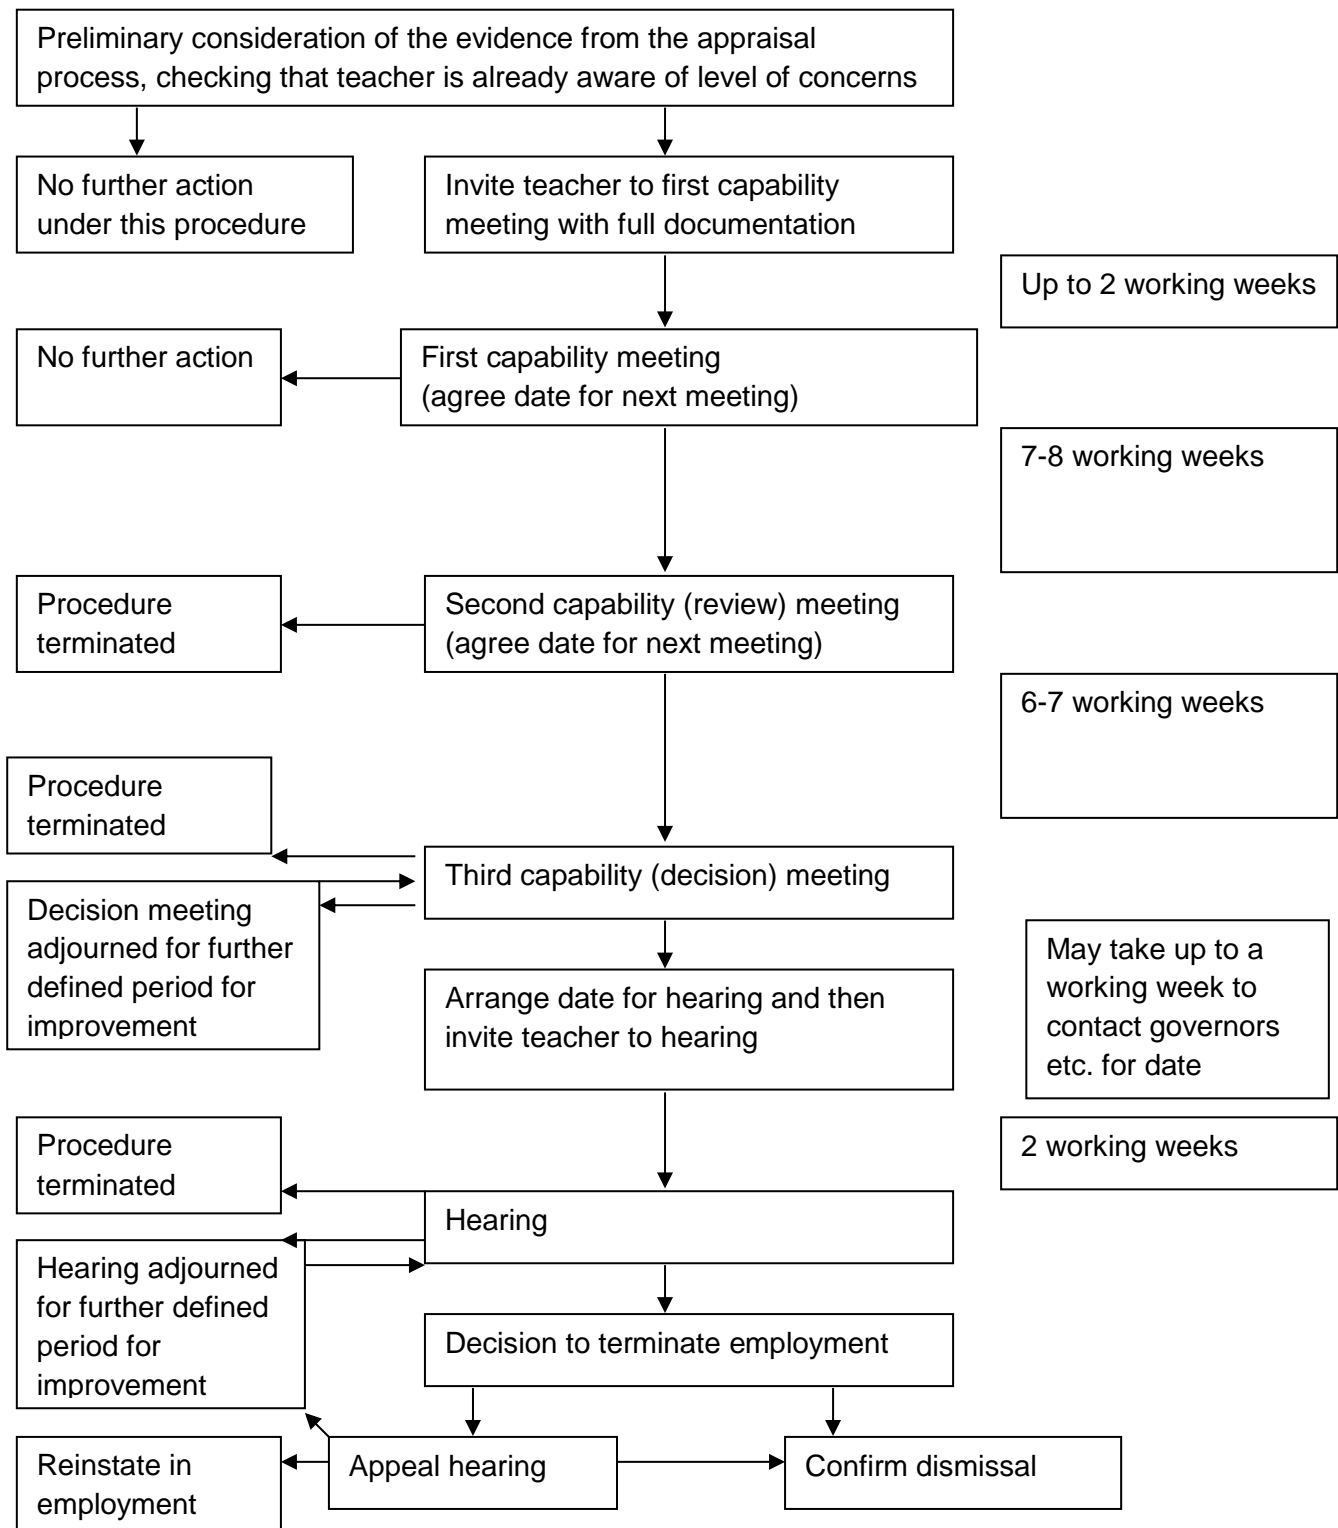 Preliminary consideration of the evidence from the appraisal
process, checking that teacher is already aware of level of concerns
No further action
under this procedure
Invite teacher to first capability
meeting with full documentation
Up to 2 working weeks
No further action
First capability meeting
(agree date for next meeting)
7-8 working weeks
Procedure
terminated
Second capability (review) meeting
(agree date for next meeting)
6-7 working weeks
Procedure
terminated
Third capability (decision) meeting
Decision meeting
adjourned for further
defined period for
improvement
Arrange date for hearing and then
invite teacher to hearing
May take up to a
working week to
contact governors
etc. for date
Procedure
terminated
2 working weeks
Hearing
Hearing adjourned
for further defined
period for
improvement
Decision to terminate employment
Reinstate in
employment
Appeal hearing
Confirm dismissal